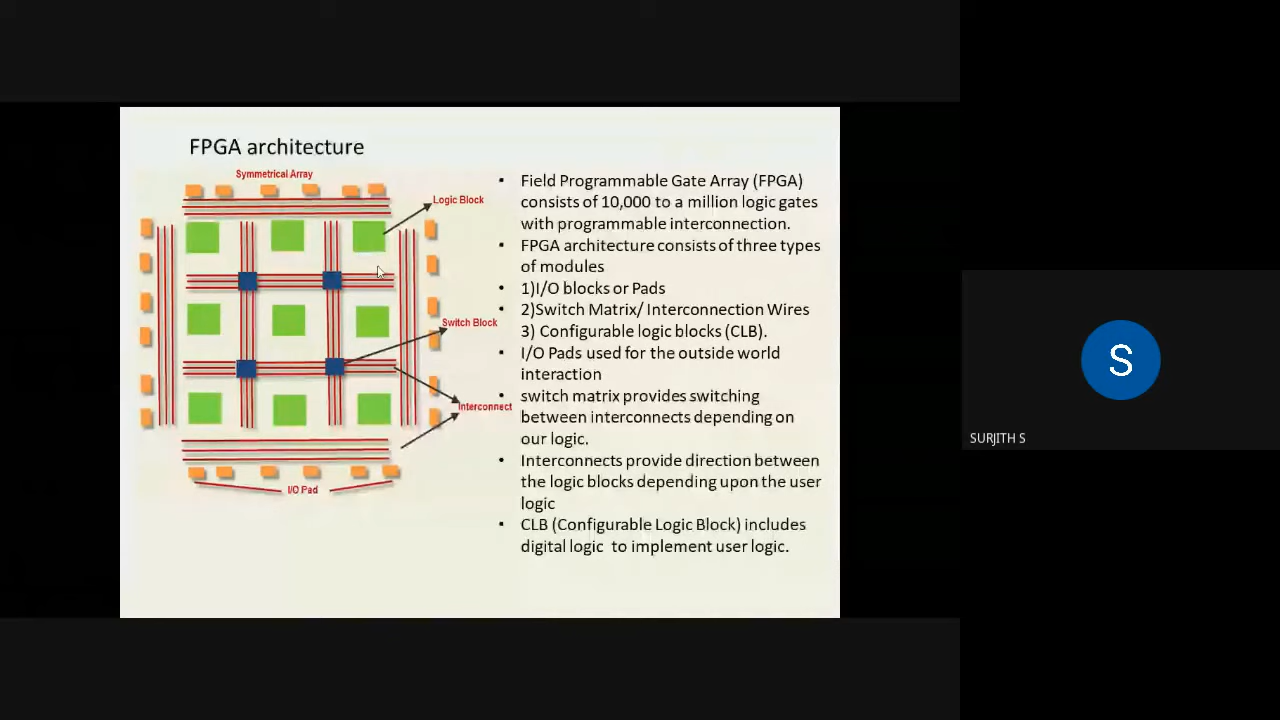 FPGA architecture
Symmetrical Array
Logic Block
Switch Block
Interconnect
I/O Pad
• Field Programmable Gate Array (FPGA)
consists of 10,000 to a million logic gates
with programmable interconnection.
• FPGA architecture consists of three types
of modules
• 1)I/O blocks or Pads
• 2)Switch Matrix/ Interconnection Wires
3) Configurable logic blocks (CLB).
• I/O Pads used for the outside world
interaction
• switch matrix provides switching
between interconnects depending on
our logic.
• Interconnects provide direction between
the logic blocks depending upon the user
logic
• CLB (Configurable Logic Block) includes
digital logic to implement user logic.
S
SURJITH S